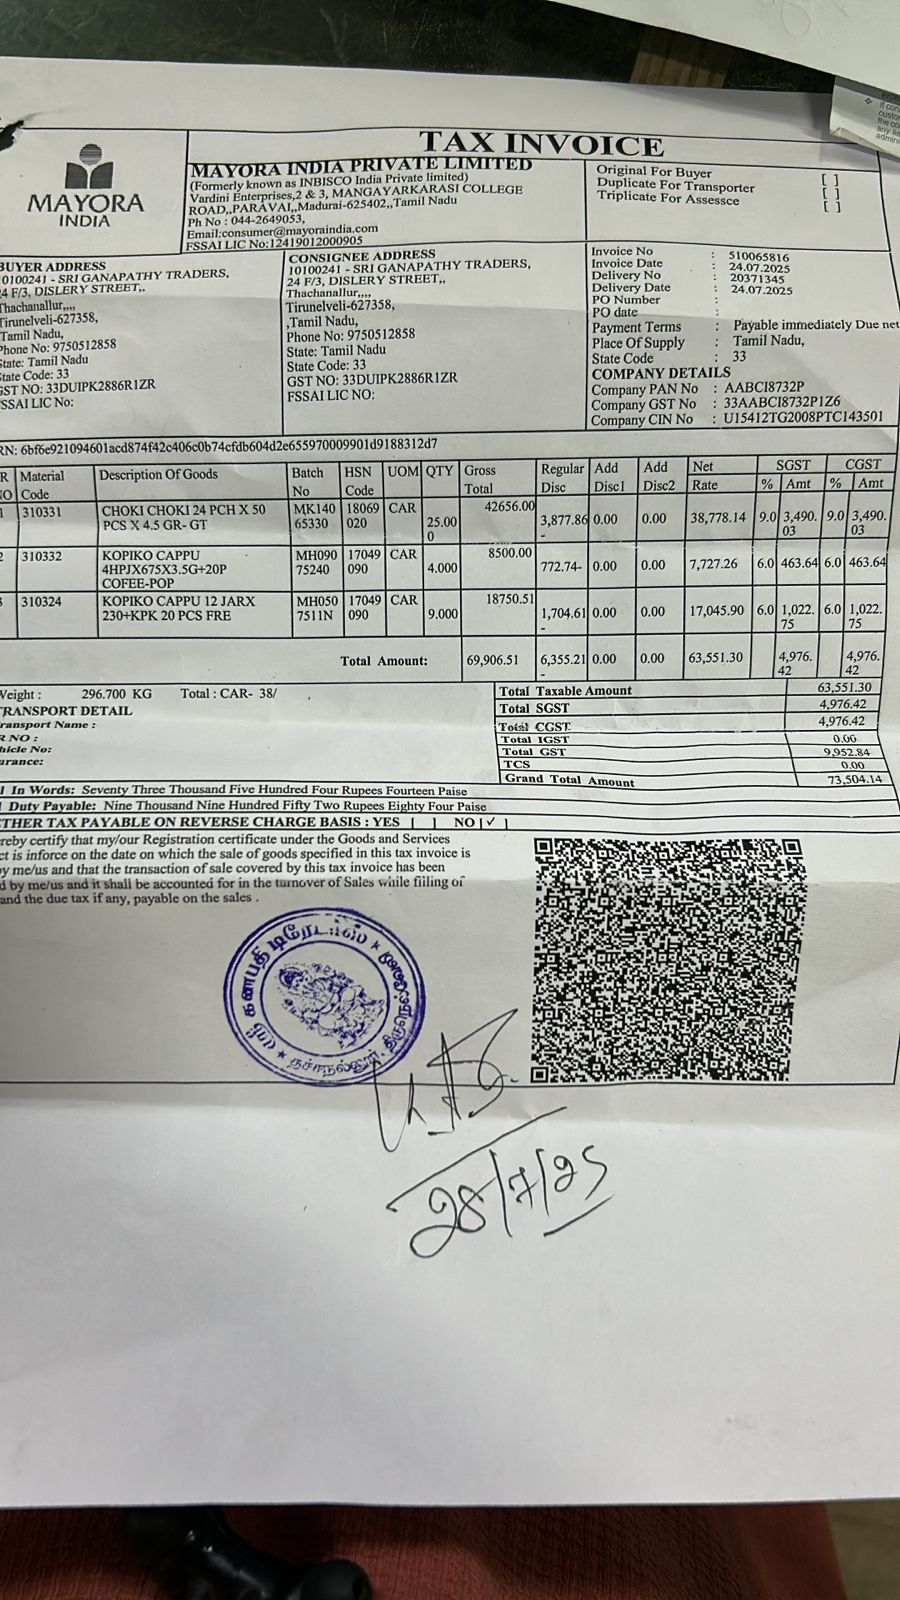 TAX INVOICE
MAYORA
INDIA
MAYORA INDIA PRIVATE LIMITED
(Formerly known as INBISCO India Private limited)
Vardini Enterprises,2 & 3, MANGAYARKARASI COLLEGE
ROAD,,PARAVAI,,Madurai-625402,,Tamil Nadu
Ph No : 044-2649053,
Email:consumer@mayoraindia.com
FSSAI LIC No:12419012000905
Original For Buyer [ ]
Duplicate For Transporter [ ]
Triplicate For Assessce [ ]
BUYER ADDRESS
10100241 - SRI GANAPATHY TRADERS,
24 F/3, DISLERY STREET,,
Thachanallur,,,,
Tirunelveli-627358,
Tamil Nadu,
Phone No: 9750512858
State: Tamil Nadu
State Code: 33
GST NO: 33DUIPK2886R1ZR
FSSAI LIC No:
CONSIGNEE ADDRESS
10100241 - SRI GANAPATHY TRADERS,
24 F/3, DISLERY STREET,,
Thachanallur,,,,
Tirunelveli-627358,
,Tamil Nadu,
Phone No: 9750512858
State: Tamil Nadu
State Code: 33
GST NO: 33DUIPK2886R1ZR
FSSAI LIC NO:
Invoice No : 510065816
Invoice Date : 24.07.2025
Delivery No : 20371345
Delivery Date : 24.07.2025
PO Number :
PO date :
Payment Terms : Payable immediately Due net
Place Of Supply : Tamil Nadu,
State Code : 33
COMPANY DETAILS
Company PAN No : AABCI8732P
Company GST No : 33AABCI8732P1Z6
Company CIN No : U15412TG2008PTC143501
RN: 6bf6e921094601acd874f42c406c0b74cfdb604d2e655970009901d9188312d7
R Material Description Of Goods Batch HSN UOM QTY Gross Regular Add Add Net SGST CGST
NO Code No Code Total Disc Disc1 Disc2 Rate % Amt % Amt
1 310331 CHOKI CHOKI 24 PCH X 50 MK140 18069 CAR 25.00 42656.00 3,877.86 0.00 0.00 38,778.14 9.0 3,490. 9.0 3,490.
PCS X 4.5 GR- GT 65330 020 0 - 03 03
2 310332 KOPIKO CAPPU MH090 17049 CAR 4.000 8500.00 772.74- 0.00 0.00 7,727.26 6.0 463.64 6.0 463.64
4HPJX675X3.5G+20P 75240 090
COFEE-POP
3 310324 KOPIKO CAPPU 12 JARX MH050 17049 CAR 9.000 18750.51 1,704.61 0.00 0.00 17,045.90 6.0 1,022. 6.0 1,022.
230+KPK 20 PCS FRE 7511N 090 - 75 75
Total Amount: 69,906.51 6,355.21 0.00 0.00 63,551.30 4,976. 4,976.
- 42 42
Weight : 296.700 KG Total : CAR- 38/
TRANSPORT DETAIL
Transport Name :
R NO :
hicle No:
urance:
Total Taxable Amount 63,551.30
Total SGST 4,976.42
Total CGST 4,976.42
Total IGST 0.00
Total GST 9,952.84
TCS 0.00
Grand Total Amount 73,504.14
l In Words: Seventy Three Thousand Five Hundred Four Rupees Fourteen Paise
l Duty Payable: Nine Thousand Nine Hundred Fifty Two Rupees Eighty Four Paise
ETHER TAX PAYABLE ON REVERSE CHARGE BASIS : YES [ ] NO[✓]
reby certify that my/our Registration certificate under the Goods and Services
ct is inforce on the date on which the sale of goods specified in this tax invoice is
by me/us and that the transaction of sale covered by this tax invoice has been
d by me/us and it shall be accounted for in the turnover of Sales while fiiling of
and the due tax if any, payable on the sales .
ஸ்ரீ கணபதி டிரேடர்ஸ் ★
★ தச்சநல்லூர், திருநெல்வேலி
28/7/25